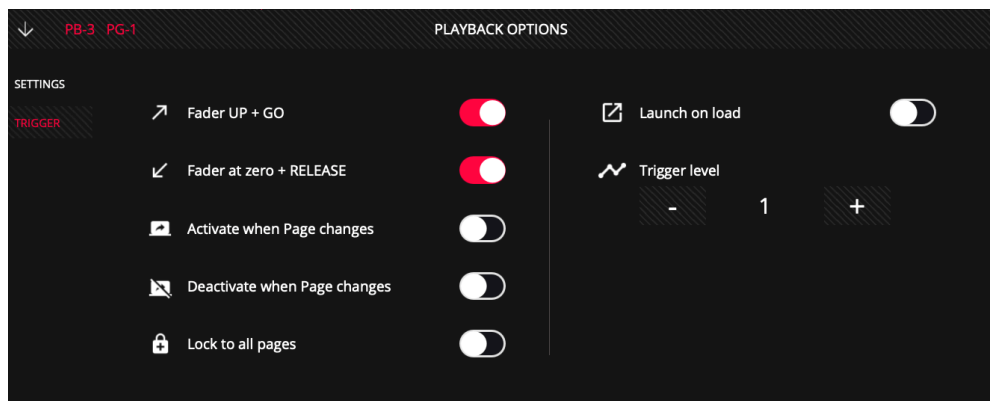 PB-3 PG-1
PLAYBACK OPTIONS
SETTINGS
TRIGGER
Fader UP + GO
Fader at zero + RELEASE
Activate when Page changes
Deactivate when Page changes
Lock to all pages
Launch on load
Trigger level
- 1 +